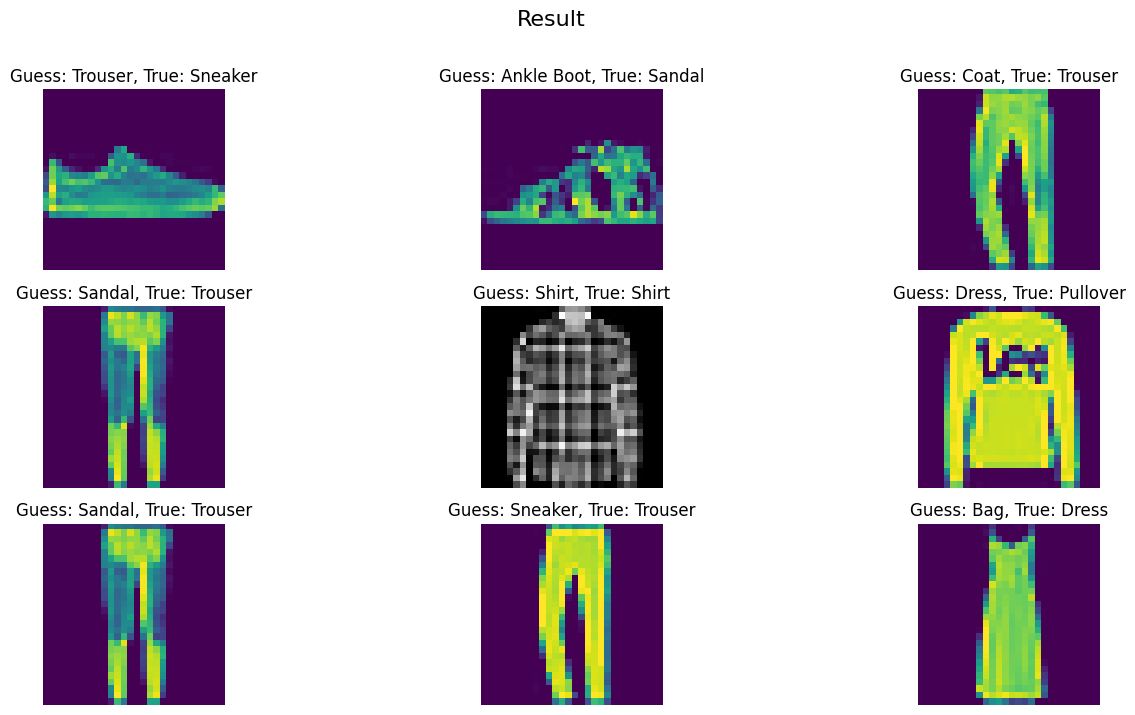 Result
Guess: Trouser, True: Sneaker
Guess: Ankle Boot, True: Sandal
Guess: Coat, True: Trouser
Guess: Sandal, True: Trouser
Guess: Shirt, True: Shirt
Guess: Dress, True: Pullover
Guess: Sandal, True: Trouser
Guess: Sneaker, True: Trouser
Guess: Bag, True: Dress